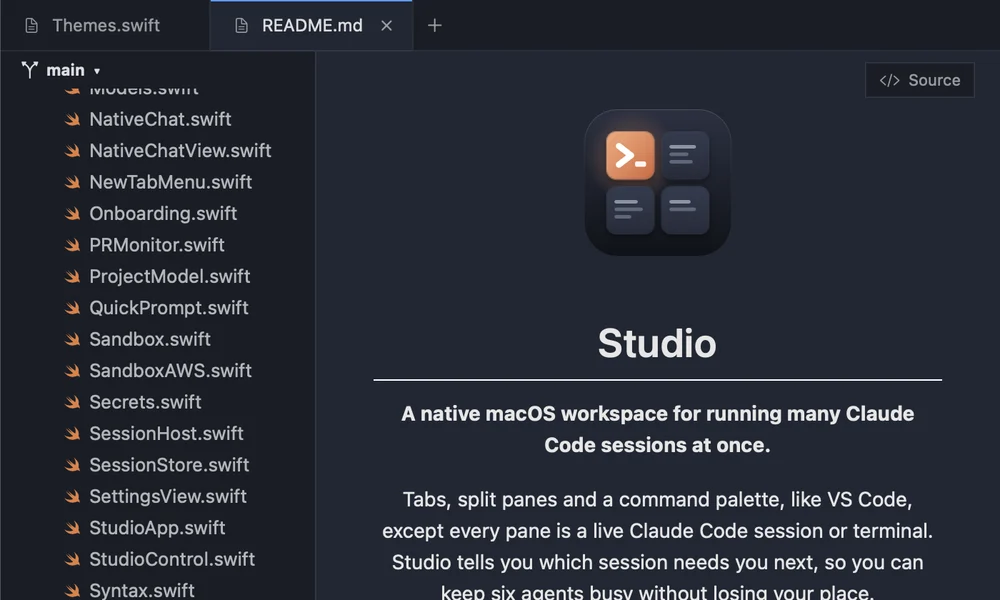 Themes.swift
README.md
main
Models.swift
NativeChat.swift
NativeChatView.swift
NewTabMenu.swift
Onboarding.swift
PRMonitor.swift
ProjectModel.swift
QuickPrompt.swift
Sandbox.swift
SandboxAWS.swift
Secrets.swift
SessionHost.swift
SessionStore.swift
SettingsView.swift
StudioApp.swift
StudioControl.swift
Syntax.swift
</> Source
Studio
A native macOS workspace for running many Claude
Code sessions at once.
Tabs, split panes and a command palette, like VS Code,
except every pane is a live Claude Code session or terminal.
Studio tells you which session needs you next, so you can
keep six agents busy without losing your place.